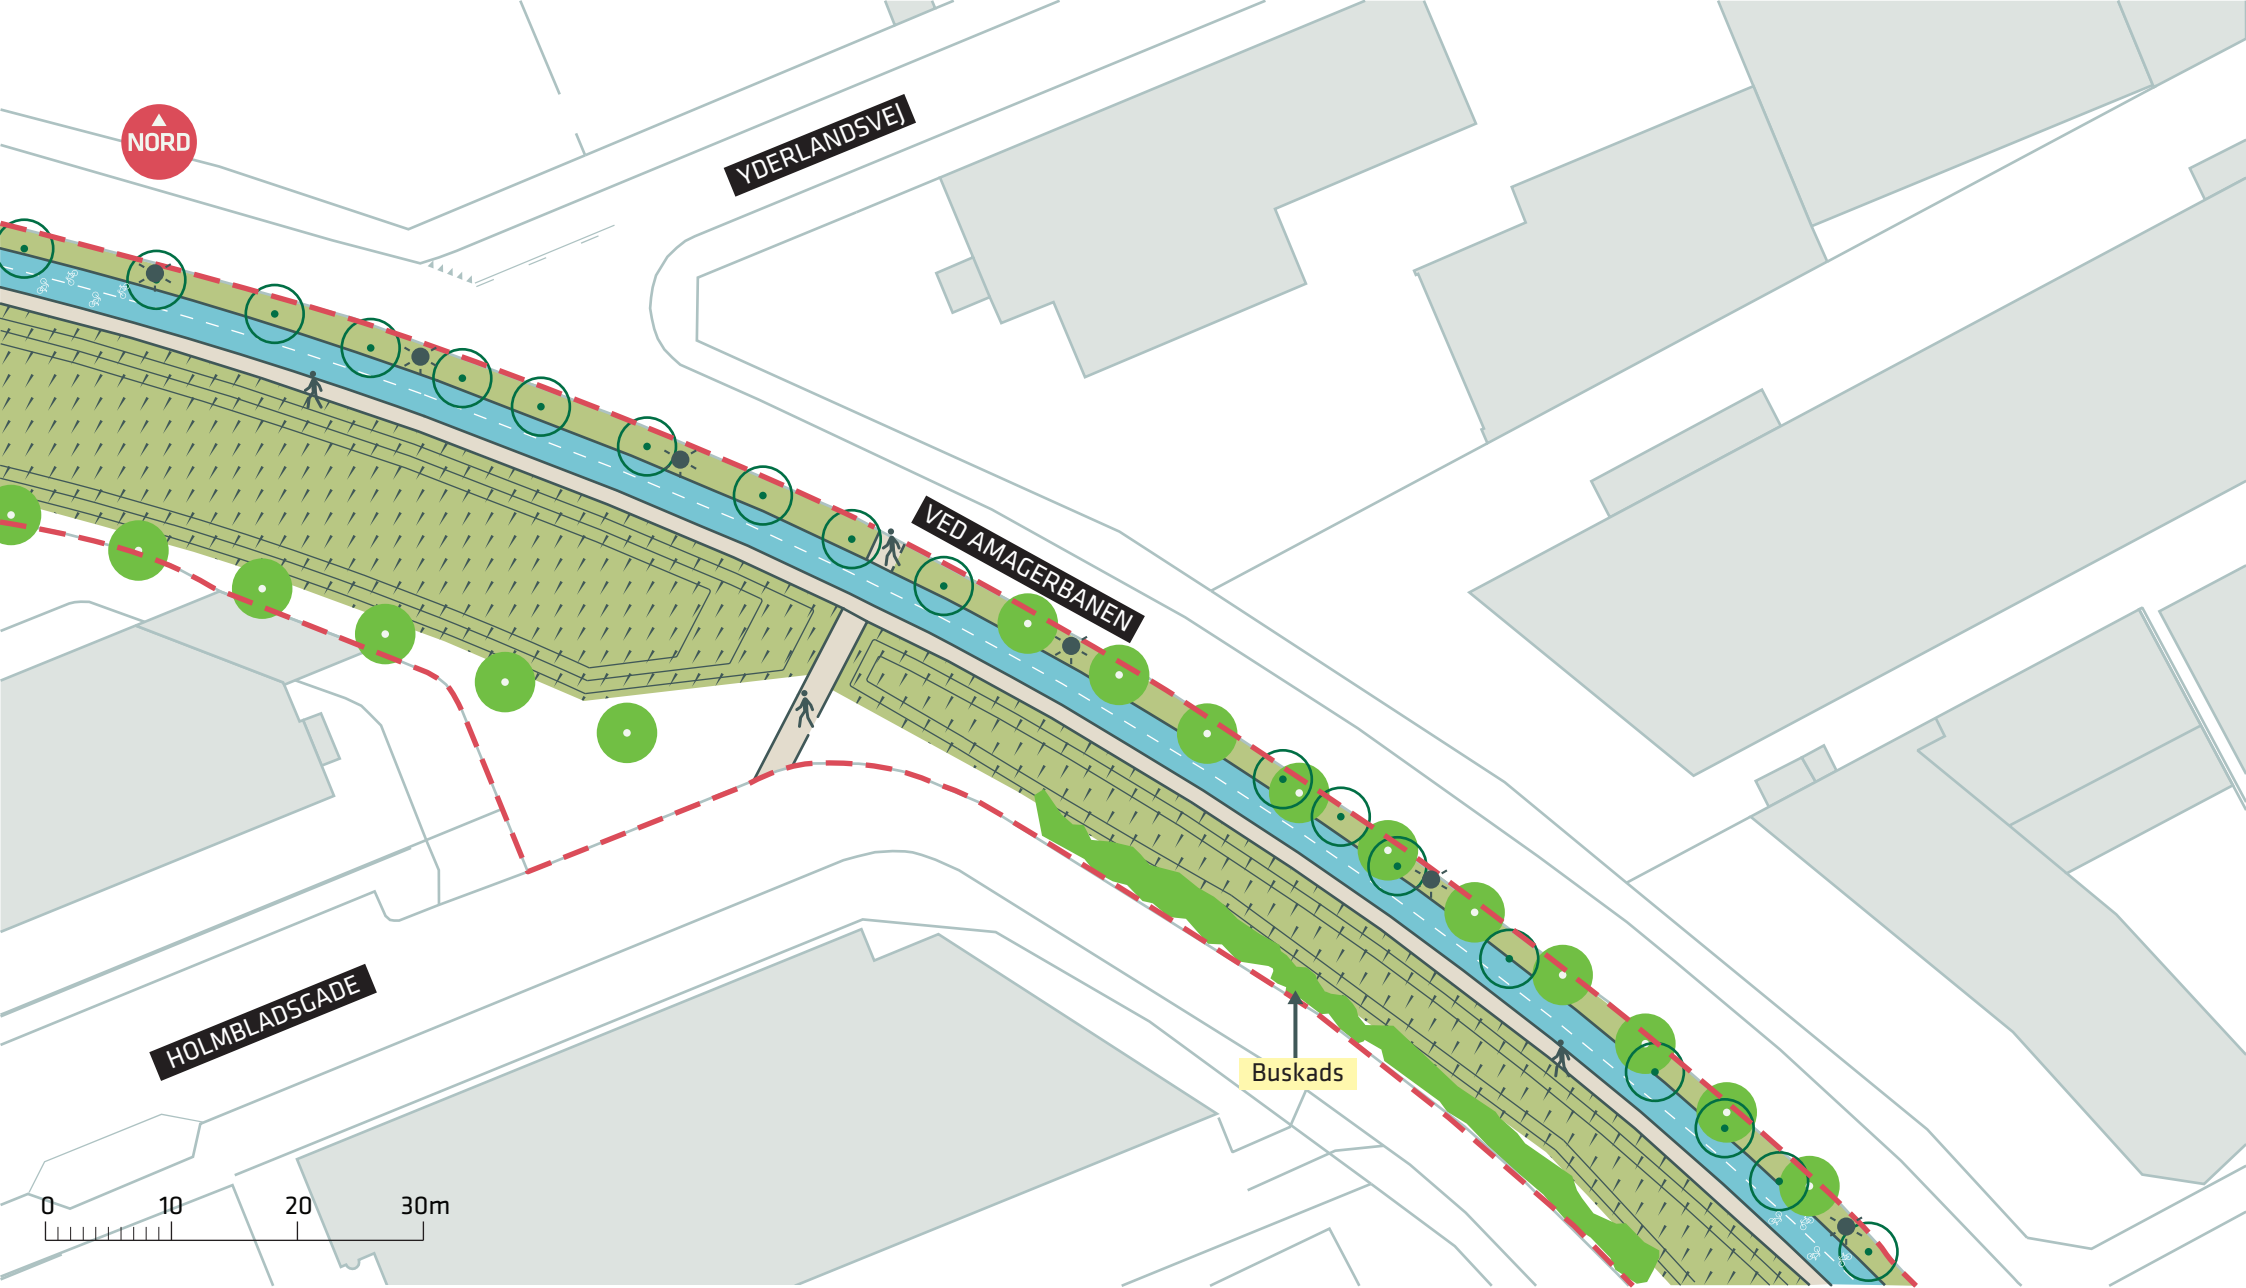 NORD
YDERLANDSVEJ
VED AMAGERBANEN
HOLMBLADSGADE
Buskads
0 10 20 30m